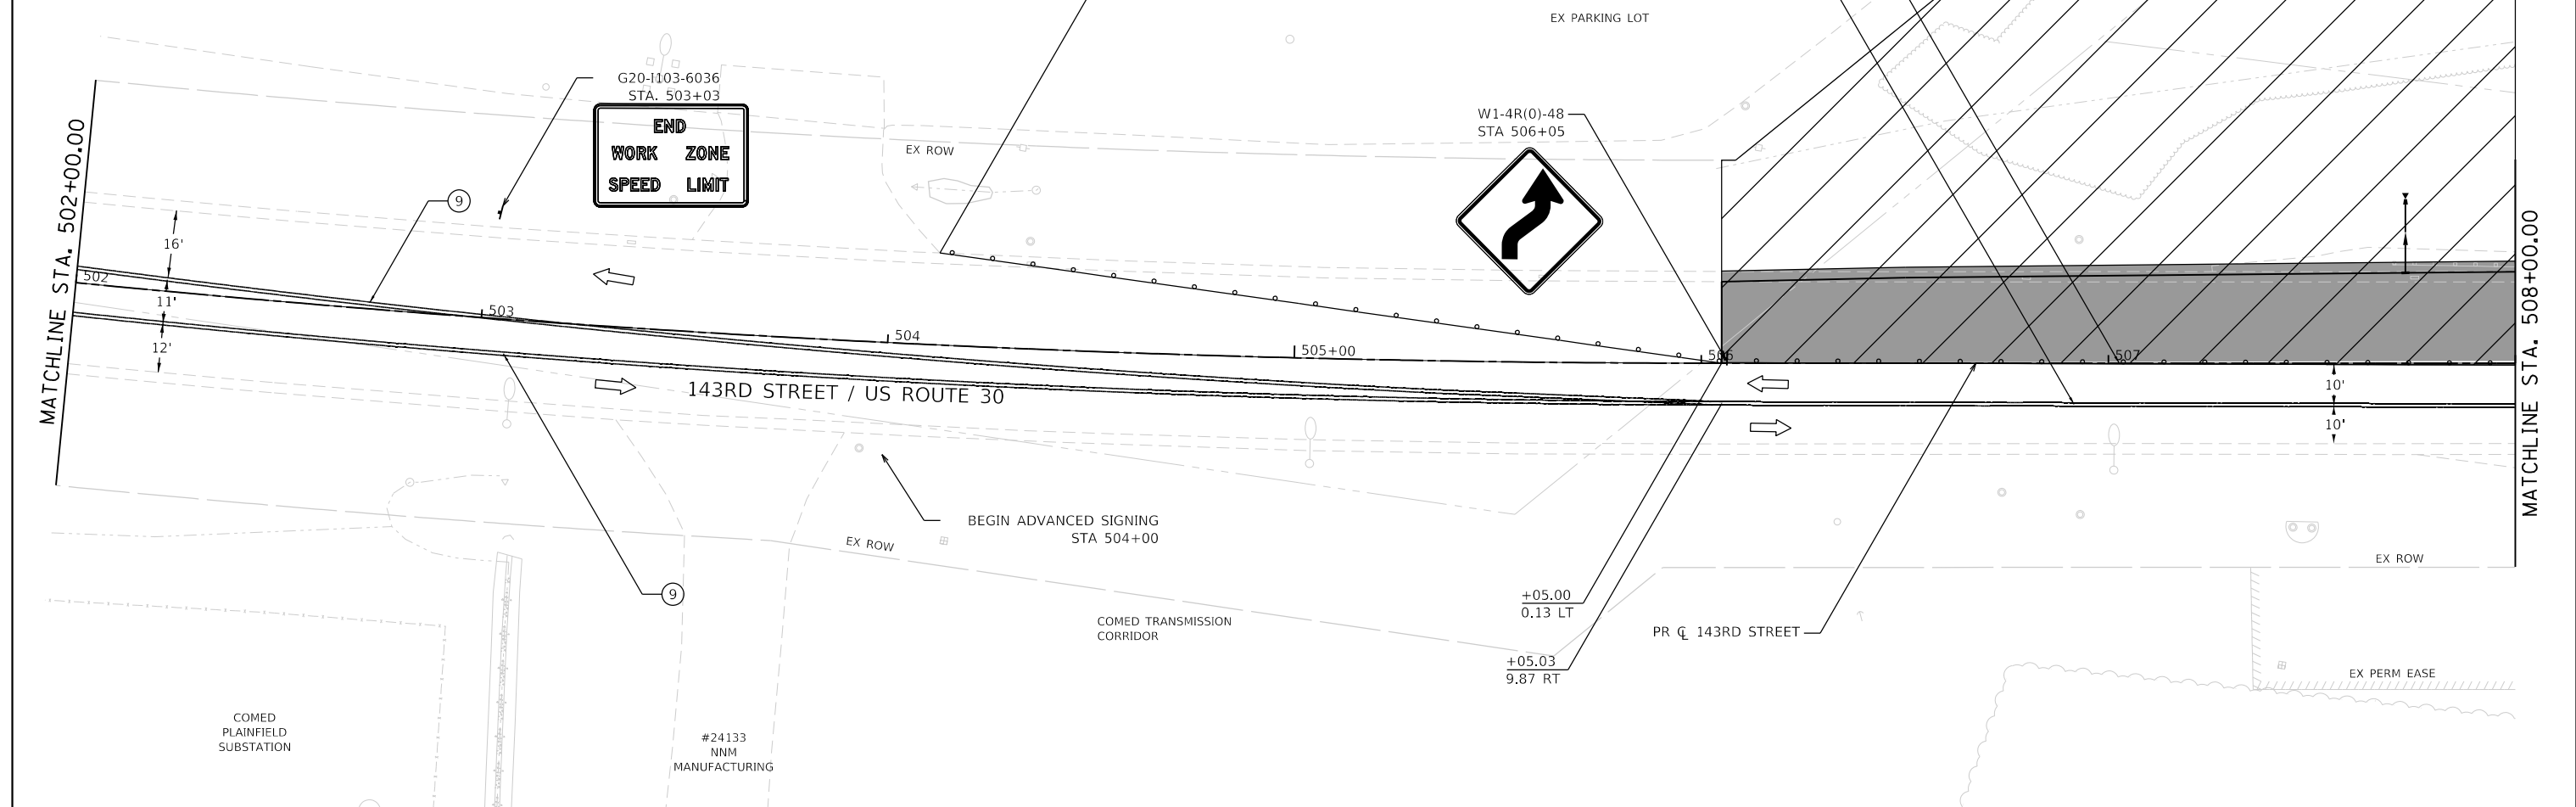 EX PARKING LOT
G20-I103-6036
STA. 503+03
END
WORK ZONE
SPEED LIMIT
W1-4R(0)-48
STA 506+05
EX ROW
MATCHLINE STA. 502+00.00
9
16'
11'
12'
502
503
504
505+00
506
507
143RD STREET / US ROUTE 30
10'
10'
MATCHLINE STA. 508+00.00
BEGIN ADVANCED SIGNING
STA 504+00
EX ROW
9
COMED TRANSMISSION
CORRIDOR
+05.00
0.13 LT
+05.03
9.87 RT
PR ℄ 143RD STREET
EX ROW
EX PERM EASE
COMED
PLAINFIELD
SUBSTATION
#24133
NNM
MANUFACTURING